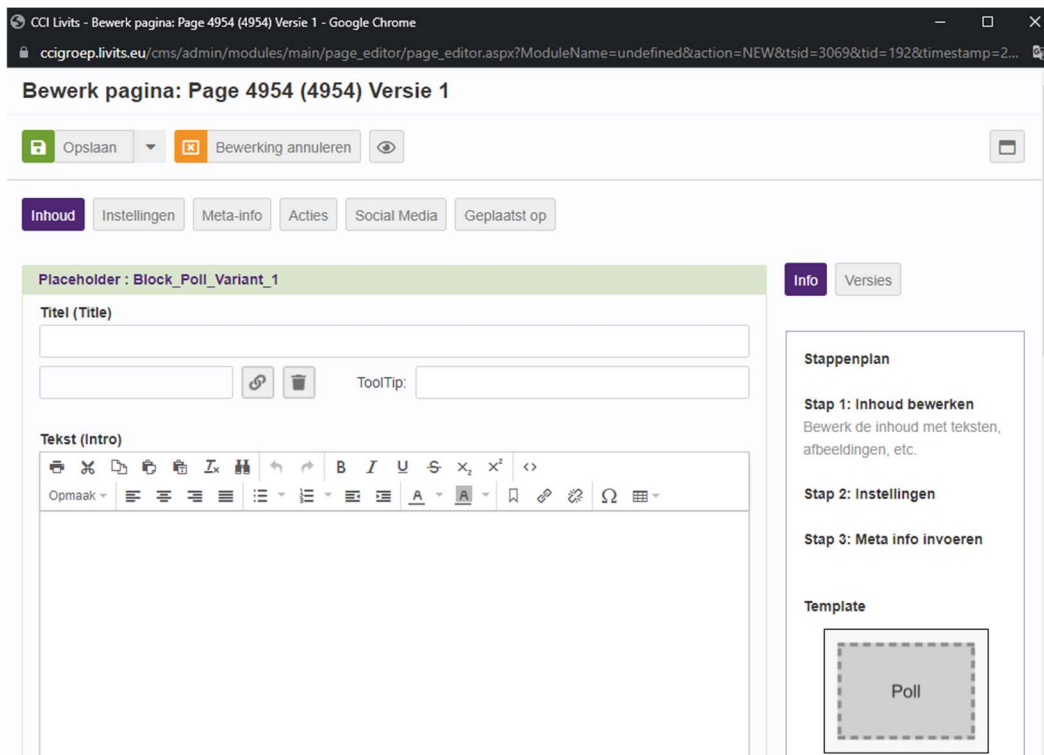 CCI Livits - Bewerk pagina: Page 4954 (4954) Versie 1 - Google Chrome
ccigroep.livits.eu/cms/admin/modules/main/page_editor/page_editor.aspx?ModuleName=undefined&action=NEW&tsid=3069&tid=192&timestamp=2...
Bewerk pagina: Page 4954 (4954) Versie 1
Opslaan Bewerking annuleren
Inhoud Instellingen Meta-info Acties Social Media Geplaatst op
Placeholder : Block_Poll_Variant_1
Titel (Title)
ToolTip:
Tekst (Intro)
B I U S x₂ x²
Opmaak A A Ω
Info Versies
Stappenplan
Stap 1: Inhoud bewerken
Bewerk de inhoud met teksten,
afbeeldingen, etc.
Stap 2: Instellingen
Stap 3: Meta info invoeren
Template
Poll